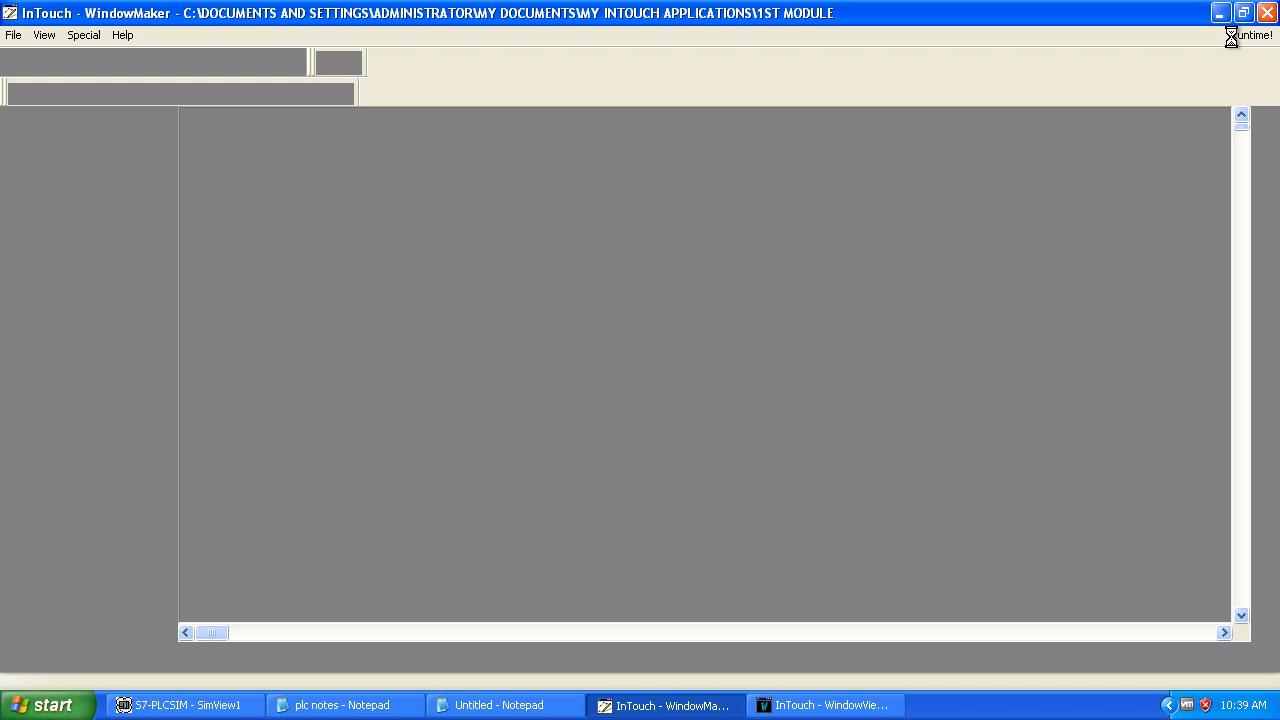 InTouch - WindowMaker - C:\DOCUMENTS AND SETTINGS\ADMINISTRATOR\MY DOCUMENTS\MY INTOUCH APPLICATIONS\1ST MODULE
File View Special Help untime!
start S7-PLCSIM - SimView1 plc notes - Notepad Untitled - Notepad InTouch - WindowMa... InTouch - WindowVie... vm 10:39 AM